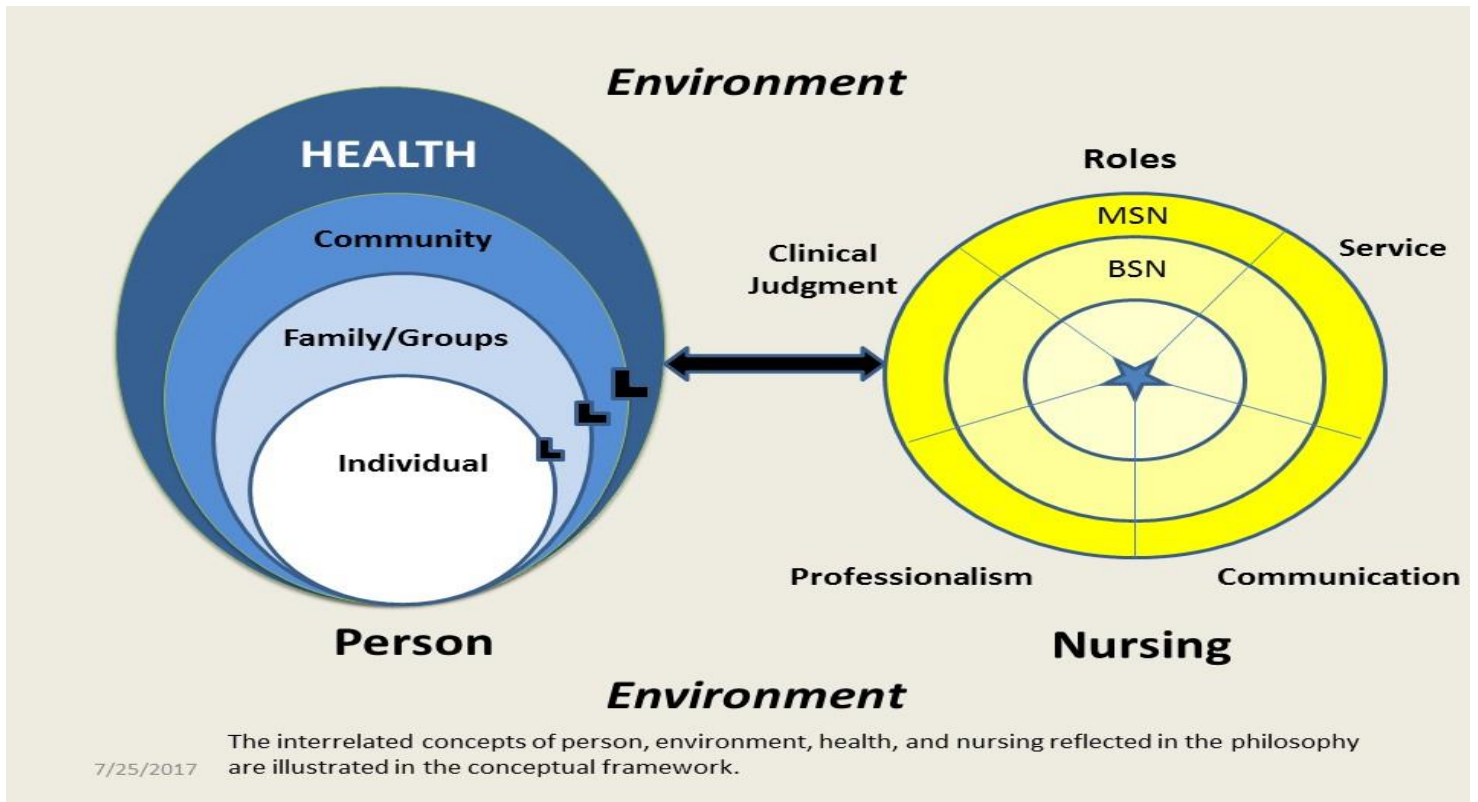 Environment
HEALTH
Community
Family/Groups
Individual
Person
Roles
MSN
BSN
Clinical
Judgment
Service
Professionalism
Communication
Nursing
Environment
The interrelated concepts of person, environment, health, and nursing reflected in the philosophy
are illustrated in the conceptual framework.
7/25/2017